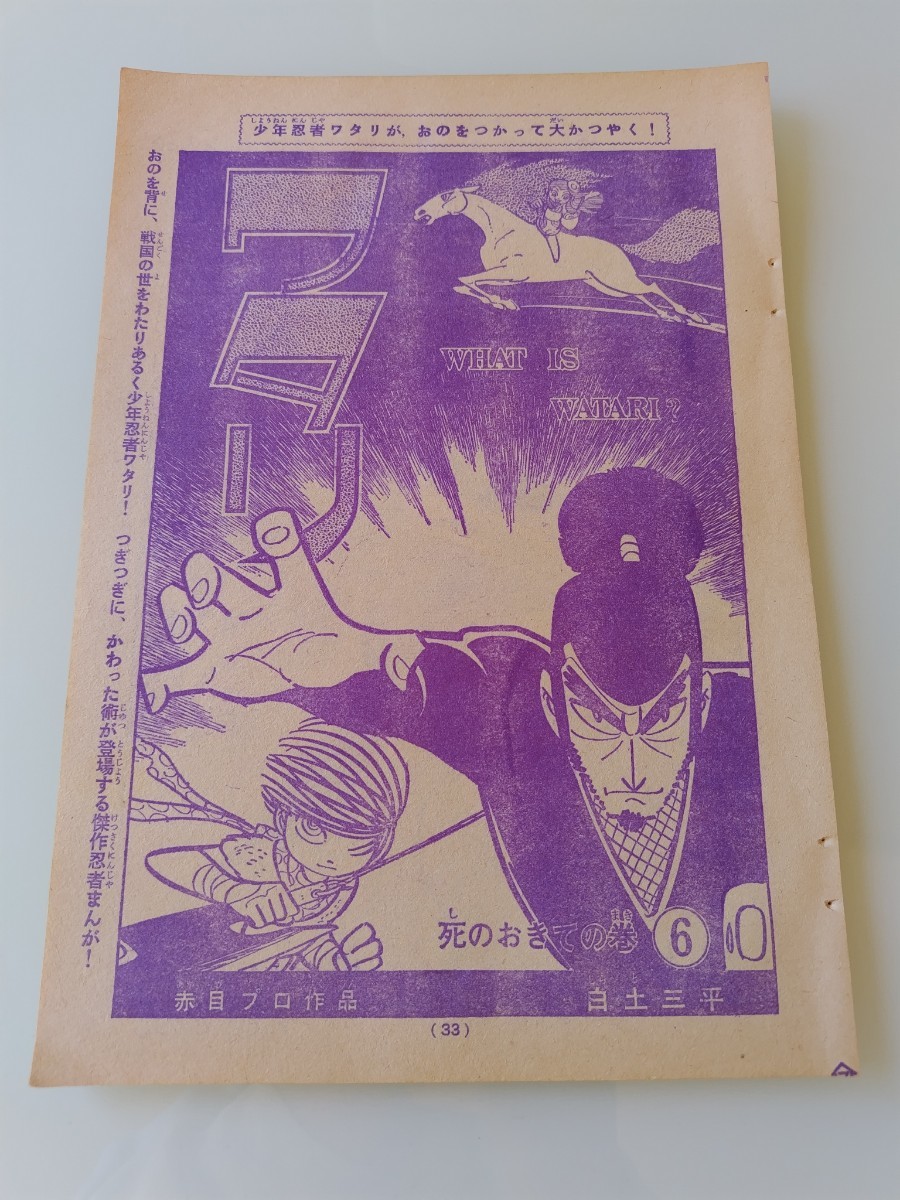 少年忍者ワタリが、おのをつかって大かつやく!
おのを背に、戦国の世をわたりあるく少年忍者ワタリ! つぎつぎに、かわった術が登場する傑作忍者まんが!
ワタリ
WHAT IS
WATARI?
死のおきての巻 6
赤目プロ作品
白土三平
(33)